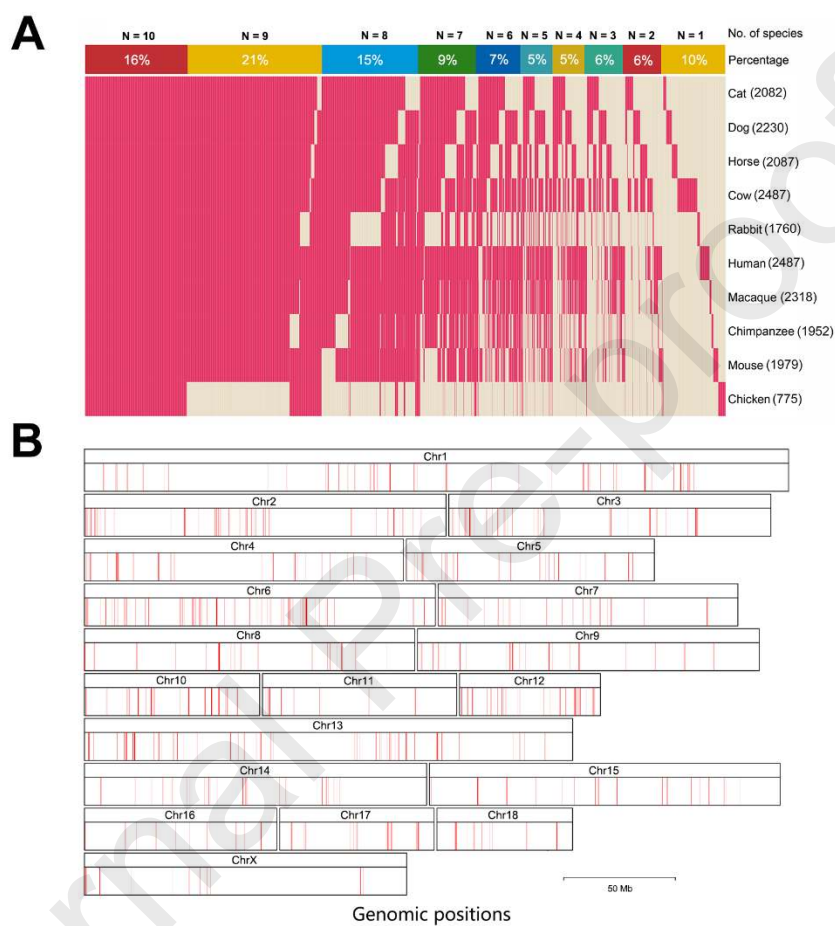 A
N = 10 N = 9 N = 8 N = 7 N = 6 N = 5 N = 4 N = 3 N = 2 N = 1 No. of species
16% 21% 15% 9% 7% 5% 5% 6% 6% 10% Percentage
Cat (2082)
Dog (2230)
Horse (2087)
Cow (2487)
Rabbit (1760)
Human (2487)
Macaque (2318)
Chimpanzee (1952)
Mouse (1979)
Chicken (775)
B
Chr1
Chr2 Chr3
Chr4 Chr5
Chr6 Chr7
Chr8 Chr9
Chr10 Chr11 Chr12
Chr13
Chr14 Chr15
Chr16 Chr17 Chr18
ChrX
50 Mb
Genomic positions
rnal Pre-proof